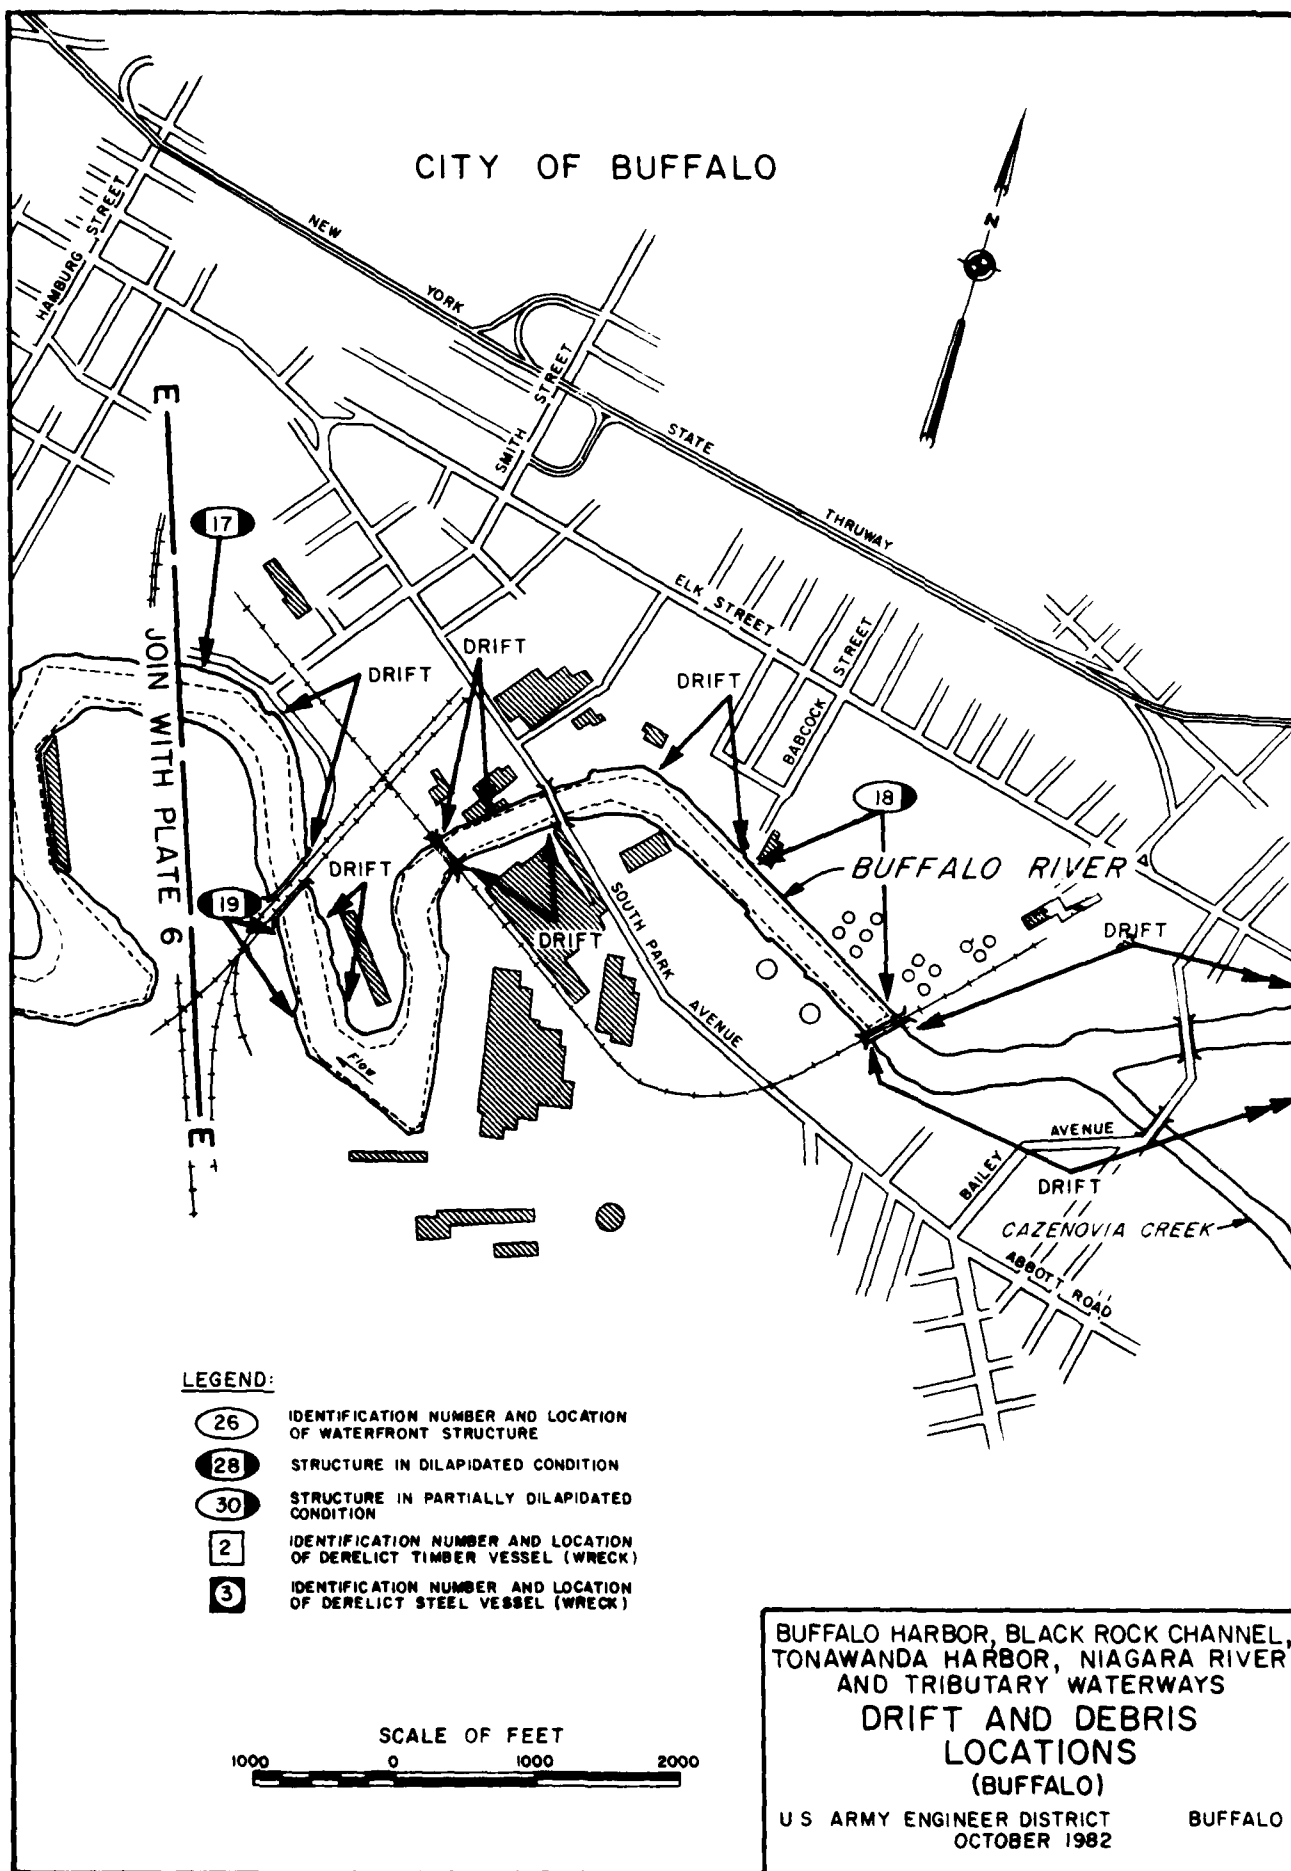 CITY OF BUFFALO
N
HAMBURG STREET
NEW
YORK
STATE
THRUWAY
SMITH STREET
E
17
JOIN WITH PLATE 6
E'
ELK STREET
BABCOCK STREET
DRIFT
DRIFT
DRIFT
18
BUFFALO RIVER
DRIFT
19
SOUTH PARK
AVENUE
DRIFT
DRIFT
Flow
BAILEY
AVENUE
DRIFT
CAZENOVIA CREEK
ABBOTT ROAD
LEGEND:
26 IDENTIFICATION NUMBER AND LOCATION
OF WATERFRONT STRUCTURE
28 STRUCTURE IN DILAPIDATED CONDITION
30 STRUCTURE IN PARTIALLY DILAPIDATED
CONDITION
2 IDENTIFICATION NUMBER AND LOCATION
OF DERELICT TIMBER VESSEL (WRECK)
3 IDENTIFICATION NUMBER AND LOCATION
OF DERELICT STEEL VESSEL (WRECK)
SCALE OF FEET
1000 0 1000 2000
BUFFALO HARBOR, BLACK ROCK CHANNEL,
TONAWANDA HARBOR, NIAGARA RIVER
AND TRIBUTARY WATERWAYS
DRIFT AND DEBRIS
LOCATIONS
(BUFFALO)
U S ARMY ENGINEER DISTRICT BUFFALO
OCTOBER 1982